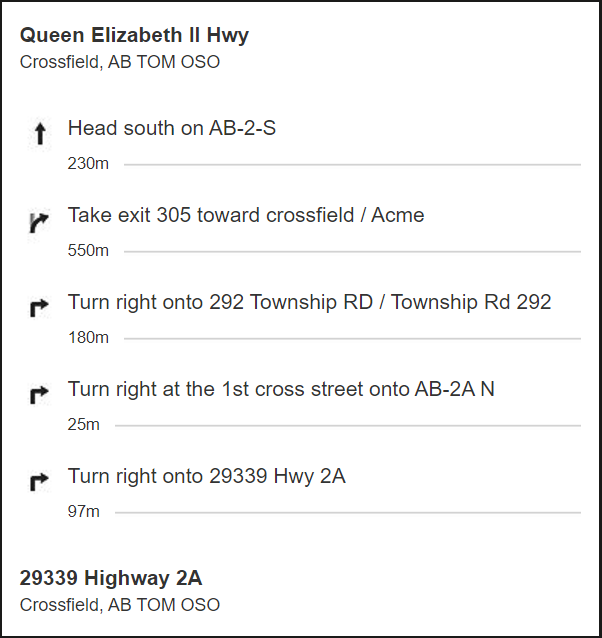 Queen Elizabeth II Hwy
Crossfield, AB TOM OSO
Head south on AB-2-S
230m
Take exit 305 toward crossfield / Acme
550m
Turn right onto 292 Township RD / Township Rd 292
180m
Turn right at the 1st cross street onto AB-2A N
25m
Turn right onto 29339 Hwy 2A
97m
29339 Highway 2A
Crossfield, AB TOM OSO